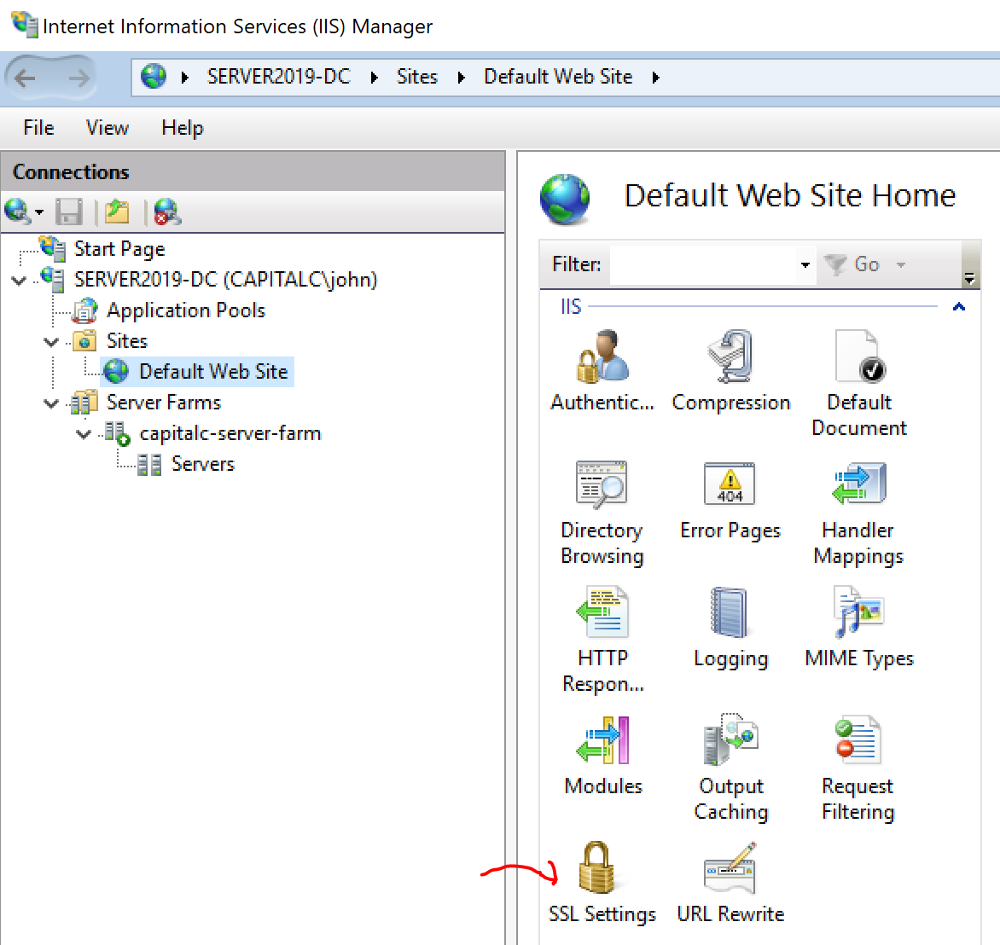 Internet Information Services (IIS) Manager
SERVER2019-DC Sites Default Web Site
File View Help
Connections
Start Page
SERVER2019-DC (CAPITALC\john)
Application Pools
Sites
Default Web Site
Server Farms
capitalc-server-farm
Servers
Default Web Site Home
Filter: Go
IIS
Authentic... Compression Default
Document
404
Directory Error Pages Handler
Browsing Mappings
HTTP Logging MIME Types
Respon...
Modules Output Request
Caching Filtering
SSL Settings URL Rewrite